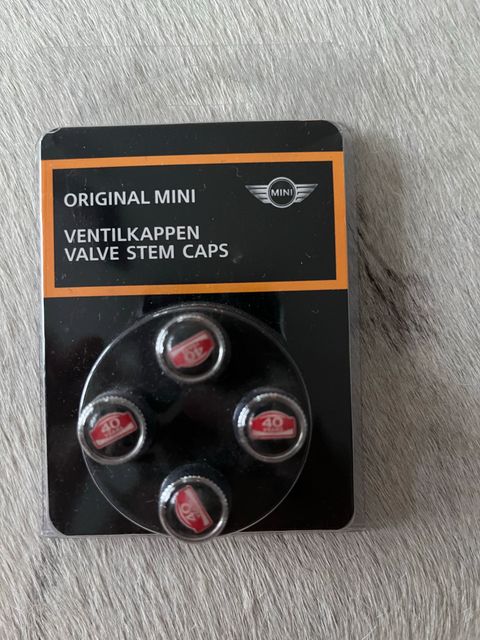 ORIGINAL MINI
MINI
VENTILKAPPEN
VALVE STEM CAPS
40
40
40
40